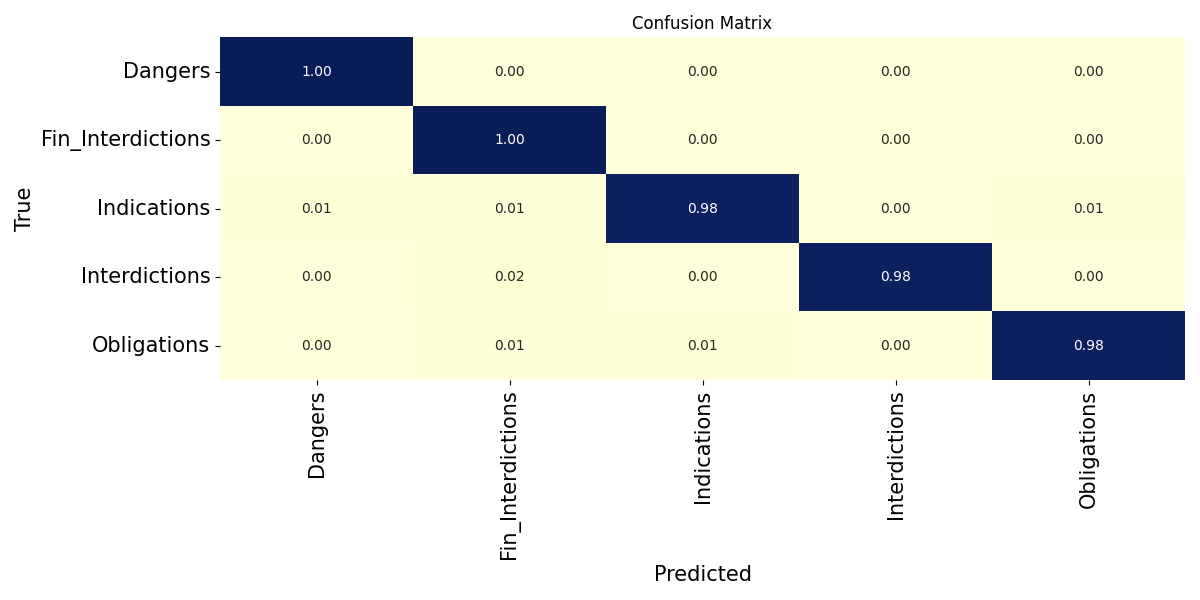 Confusion Matrix
Dangers 1.00 0.00 0.00 0.00 0.00
Fin_Interdictions 0.00 1.00 0.00 0.00 0.00
Indications 0.01 0.01 0.98 0.00 0.01
Interdictions 0.00 0.02 0.00 0.98 0.00
Obligations 0.00 0.01 0.01 0.00 0.98
True
Dangers Fin_Interdictions Indications Interdictions Obligations
Predicted